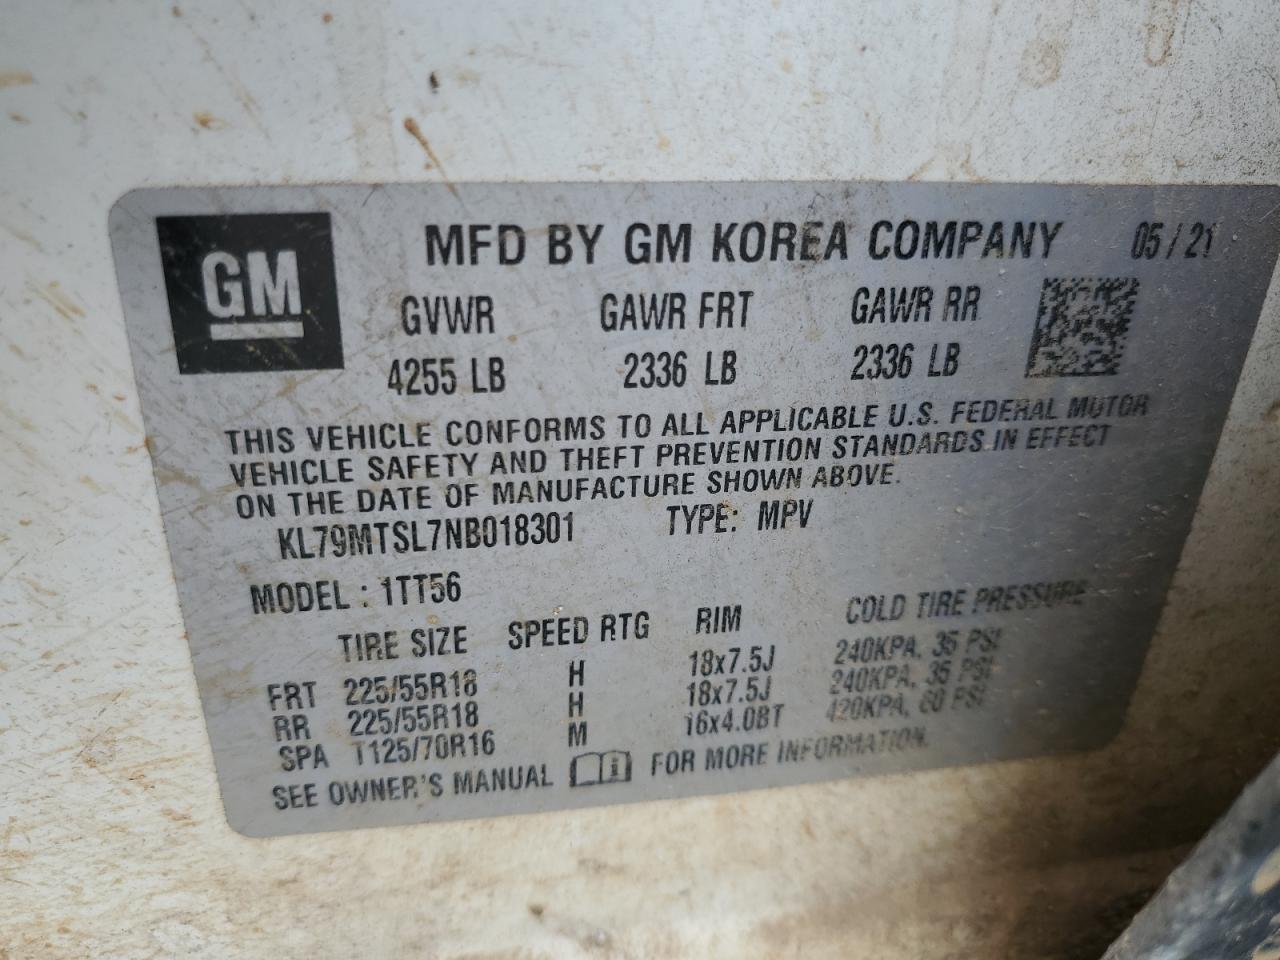 GM
MFD BY GM KOREA COMPANY 05/21
GVWR GAWR FRT GAWR RR
4255 LB 2336 LB 2336 LB
THIS VEHICLE CONFORMS TO ALL APPLICABLE U.S. FEDERAL MOTOR
VEHICLE SAFETY AND THEFT PREVENTION STANDARDS IN EFFECT
ON THE DATE OF MANUFACTURE SHOWN ABOVE.
KL79MTSL7NB018301 TYPE: MPV
MODEL : 1TT56
TIRE SIZE SPEED RTG RIM COLD TIRE PRESSURE
FRT 225/55R18 H 18x7.5J 240KPA, 35 PSI
RR 225/55R18 H 18x7.5J 240KPA, 35 PSI
SPA T125/70R16 M 16x4.0BT 420KPA, 60 PSI
SEE OWNER'S MANUAL FOR MORE INFORMATION.